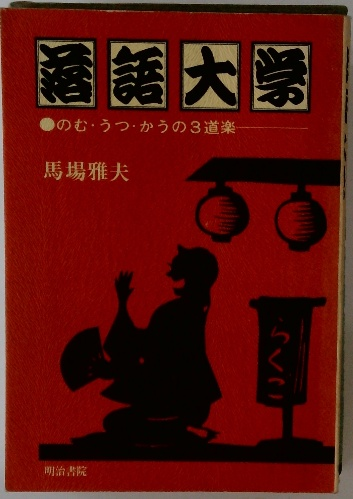 落語大学
●のむ・うつ・かうの3道楽
馬場雅夫
らくご
明治書院